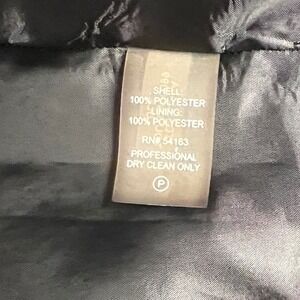 SHELL:
100% POLYESTER
LINING:
100% POLYESTER
RN# 54163
PROFESSIONAL
DRY CLEAN ONLY
P